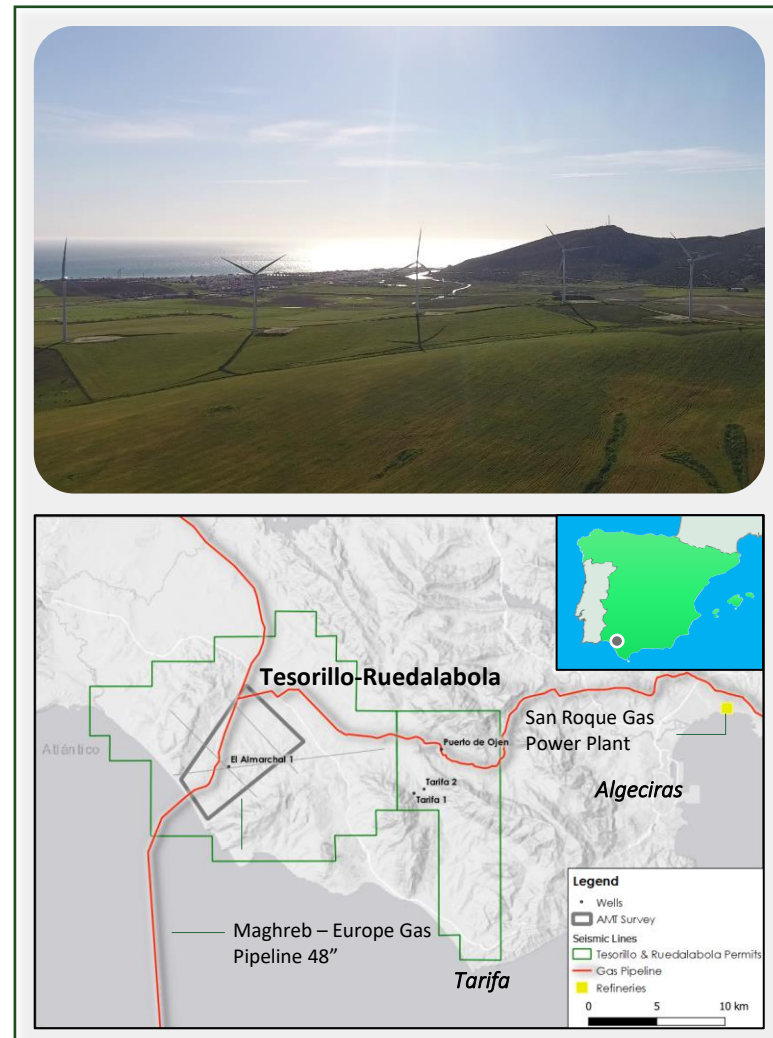 Tesorillo-Ruedalabola
San Roque Gas
Power Plant
Puerto de Ojen
Atlántico
El Almarchal 1
Tarifa 2
Tarifa 1
Algeciras
Maghreb – Europe Gas
Pipeline 48”
Tarifa
Legend
Wells
AMT Survey
Seismic Lines
Tesorillo & Ruedalabola Permits
Gas Pipeline
Refineries
0 5 10 km